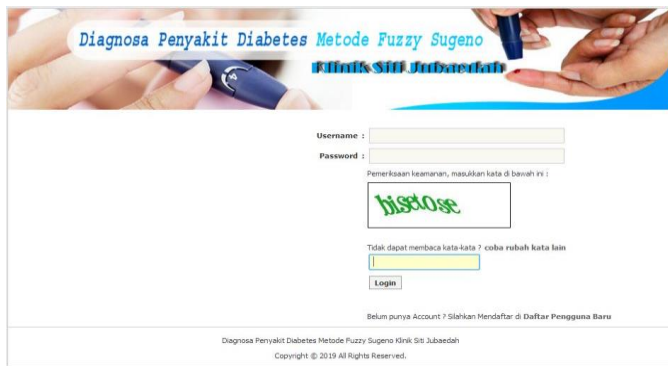 Diagnosa Penyakit Diabetes Metode Fuzzy Sugeno
Klinik Siti Jubaedah
Username :
Password :
Pemeriksaan keamanan, masukkan kata di bawah ini :
bisetose
Tidak dapat membaca kata-kata ? coba rubah kata lain
Login
Belum punya Account ? Silahkan Mendaftar di Daftar Pengguna Baru
Diagnosa Penyakit Diabetes Metode Fuzzy Sugeno Klinik Siti Jubaedah
Copyright © 2019 All Rights Reserved.